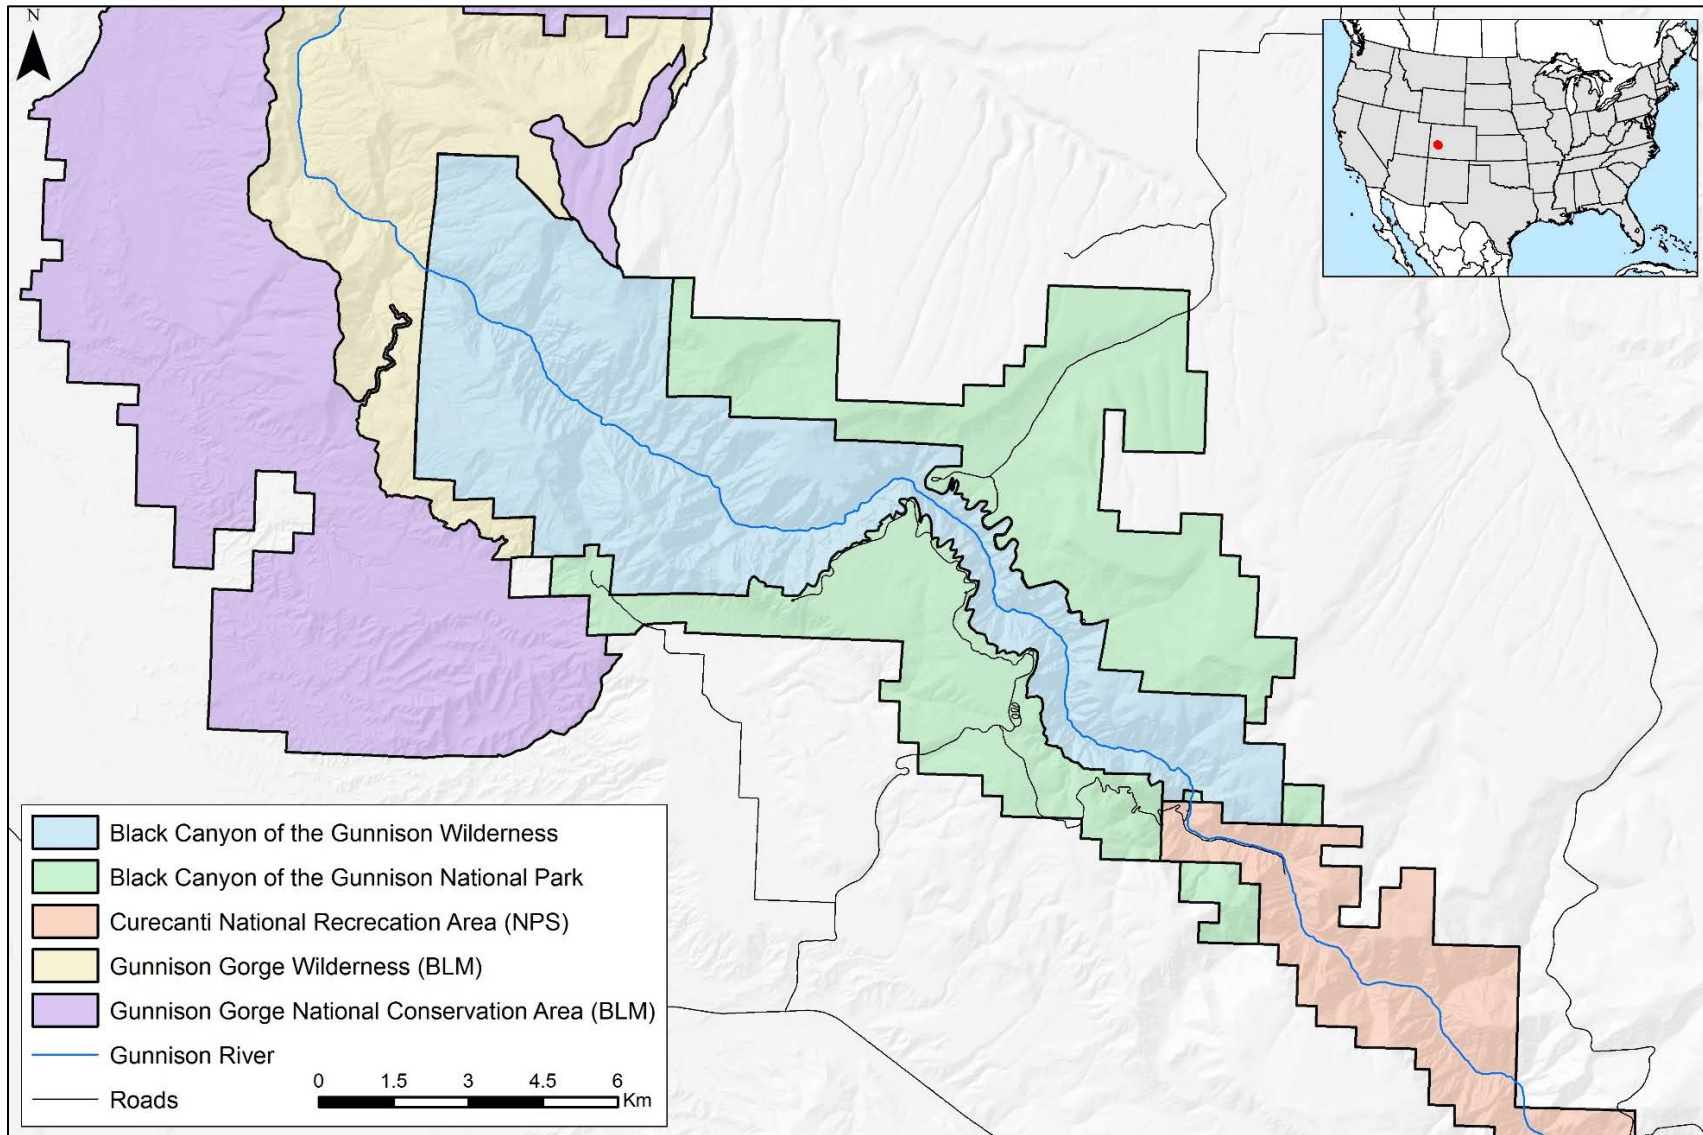 N
Black Canyon of the Gunnison Wilderness
Black Canyon of the Gunnison National Park
Curecanti National Recrecation Area (NPS)
Gunnison Gorge Wilderness (BLM)
Gunnison Gorge National Conservation Area (BLM)
Gunnison River
Roads
0 1.5 3 4.5 6
Km